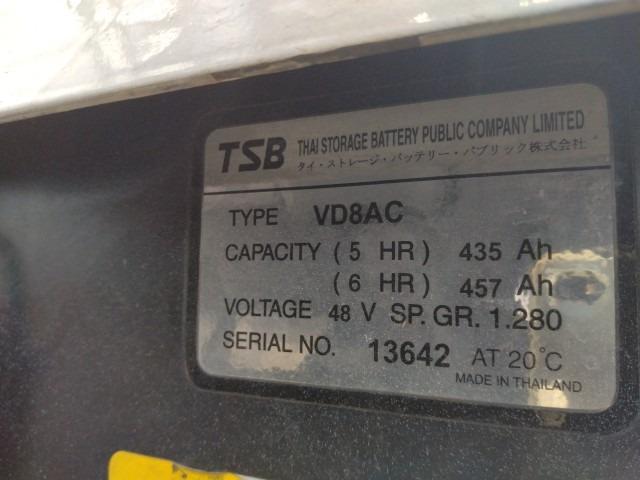 TSB THAI STORAGE BATTERY PUBLIC COMPANY LIMITED
タイ・ストレージ・バッテリー・パブリック株式会社
TYPE VD8AC
CAPACITY ( 5 HR ) 435 Ah
( 6 HR ) 457 Ah
VOLTAGE 48 V SP. GR. 1.280
SERIAL NO. 13642 AT 20°C
MADE IN THAILAND